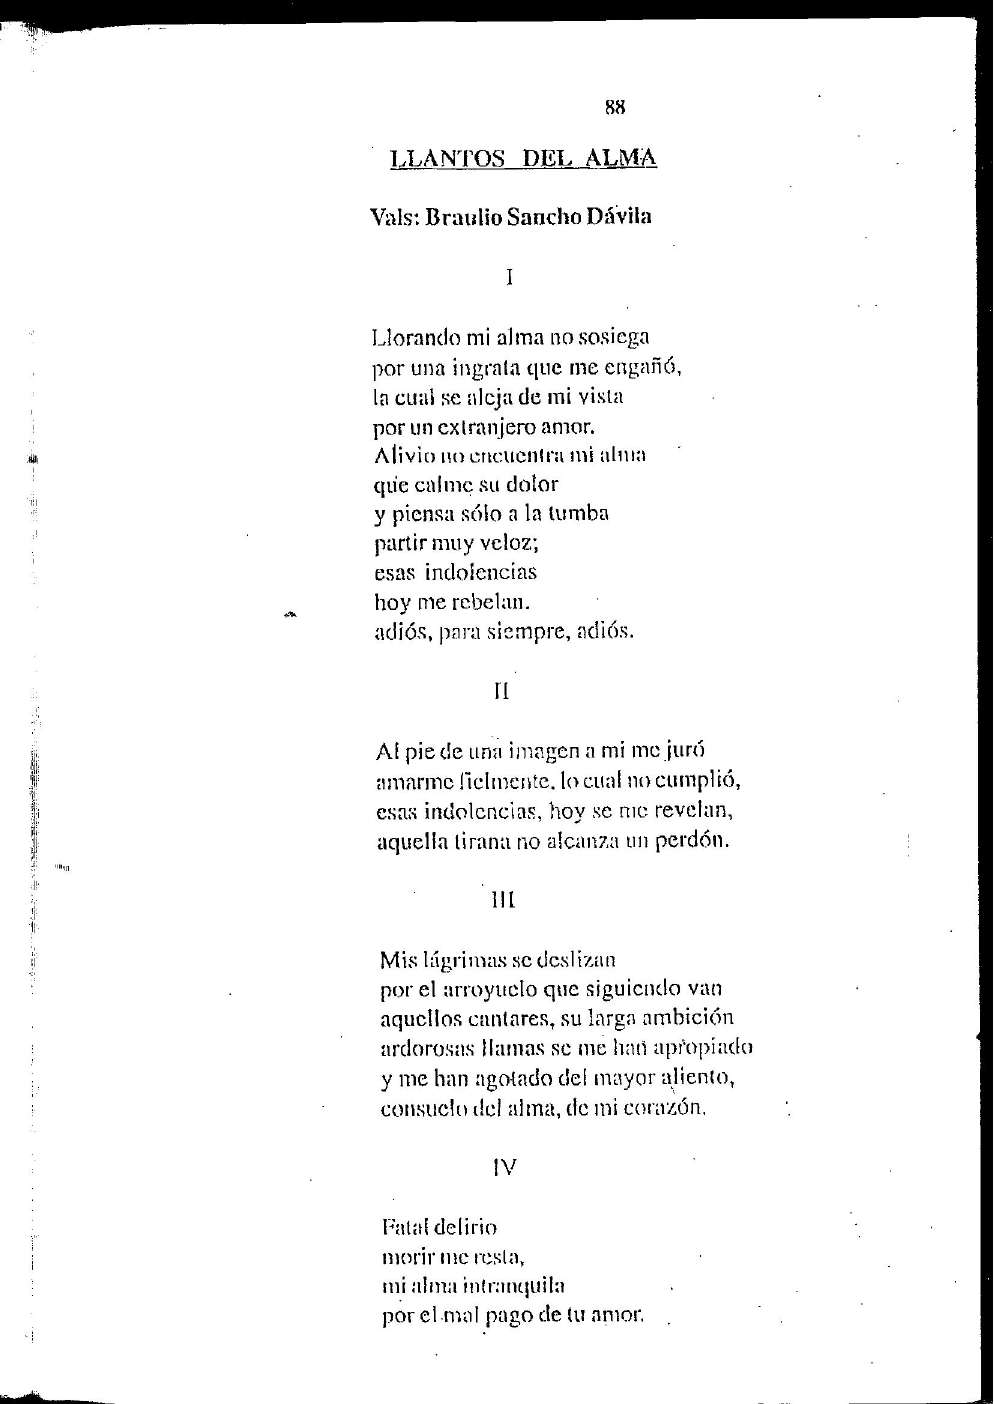 88
LLANTOS DEL ALMA
Vals: Braulio Sancho Dávila
I
Llorando mi alma no sosiega
por una ingrata que me engañó,
la cual se aleja de mi vista
por un extranjero amor.
Alivio no encuentra mi alma
que calme su dolor
y piensa sólo a la tumba
partir muy veloz;
esas indolencias
hoy me rebelan.
adiós, para siempre, adiós.
II
Al pie de una imagen a mi me juró
amarme fielmente, lo cual no cumplió,
esas indolencias, hoy se me revelan,
aquella tirana no alcanza un perdón.
III
Mis lágrimas se deslizan
por el arroyuelo que siguiendo van
aquellos cantares, su larga ambición
ardorosas llamas se me han apropiado
y me han agotado del mayor aliento,
consuelo del alma, de mi corazón.
IV
Fatal delirio
morir me resta,
mi alma intranquila
por el mal pago de tu amor.